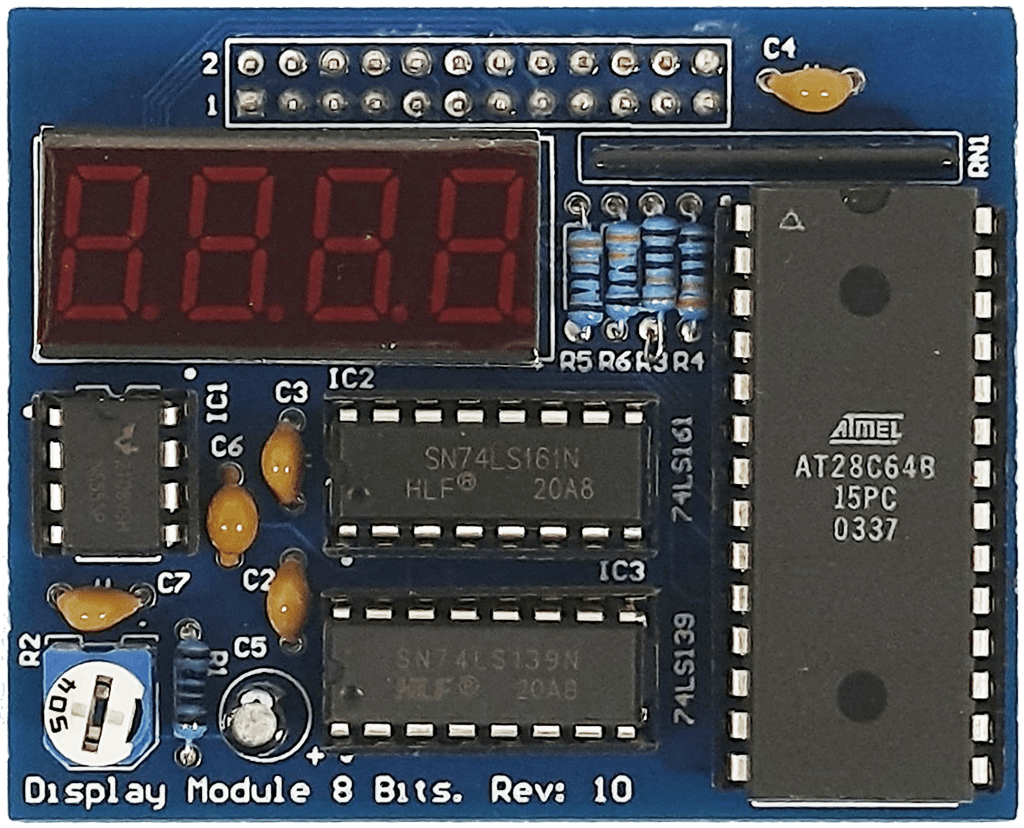 2
1
C4
RN1
R5 R6 R3 R4
IC1
C3
IC2
C6
SN74LS161N
HLF® 20A8
74LS161
ATMEL
AT28C64B
15PC
0337
C7
C2
IC3
R2
R1
C5
SN74LS139N
HLF® 20A8
74LS139
504
+
Display Module 8 Bits. Rev: 10